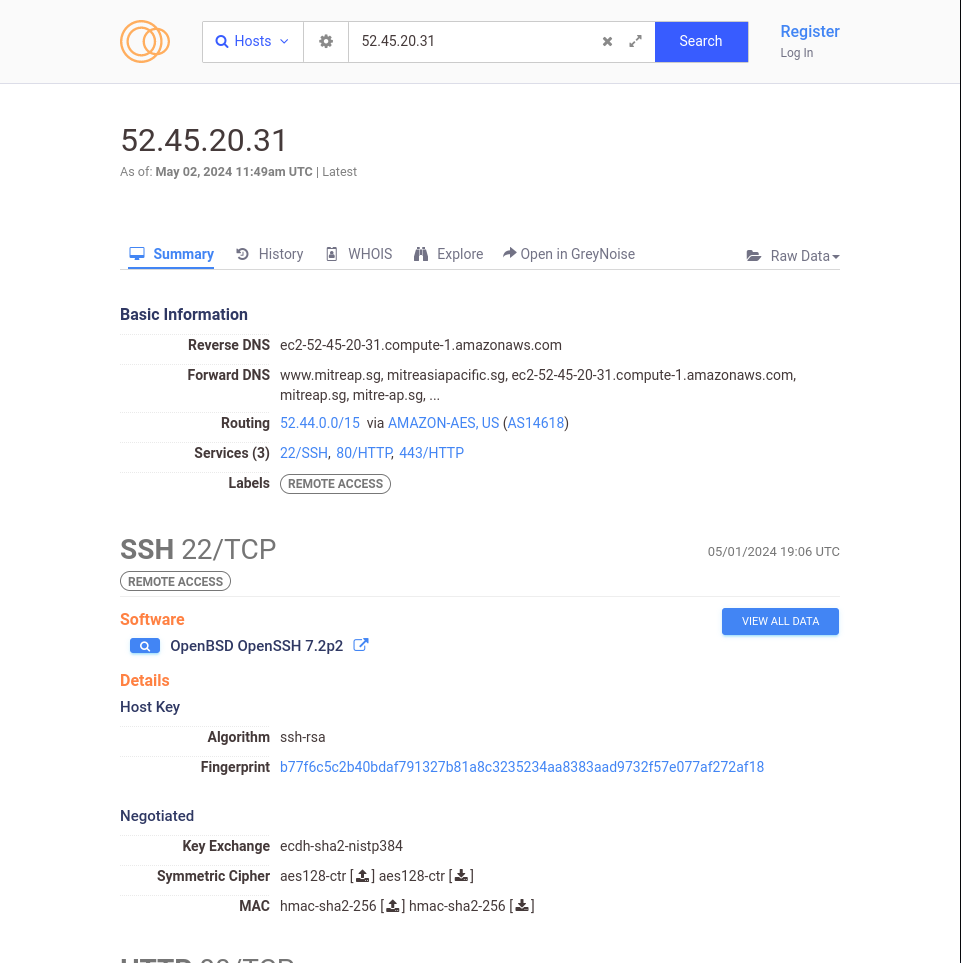 Hosts 52.45.20.31 Search Register
Log In
52.45.20.31
As of: May 02, 2024 11:49am UTC | Latest
Summary History WHOIS Explore Open in GreyNoise Raw Data
Basic Information
Reverse DNS ec2-52-45-20-31.compute-1.amazonaws.com
Forward DNS www.mitreap.sg, mitreasiapacific.sg, ec2-52-45-20-31.compute-1.amazonaws.com,
mitreap.sg, mitre-ap.sg, ...
Routing 52.44.0.0/15 via AMAZON-AES, US (AS14618)
Services (3) 22/SSH, 80/HTTP, 443/HTTP
Labels REMOTE ACCESS
SSH 22/TCP 05/01/2024 19:06 UTC
REMOTE ACCESS
Software VIEW ALL DATA
OpenBSD OpenSSH 7.2p2
Details
Host Key
Algorithm ssh-rsa
Fingerprint b77f6c5c2b40bdaf791327b81a8c3235234aa8383aad9732f57e077af272af18
Negotiated
Key Exchange ecdh-sha2-nistp384
Symmetric Cipher aes128-ctr [ ] aes128-ctr [ ]
MAC hmac-sha2-256 [ ] hmac-sha2-256 [ ]